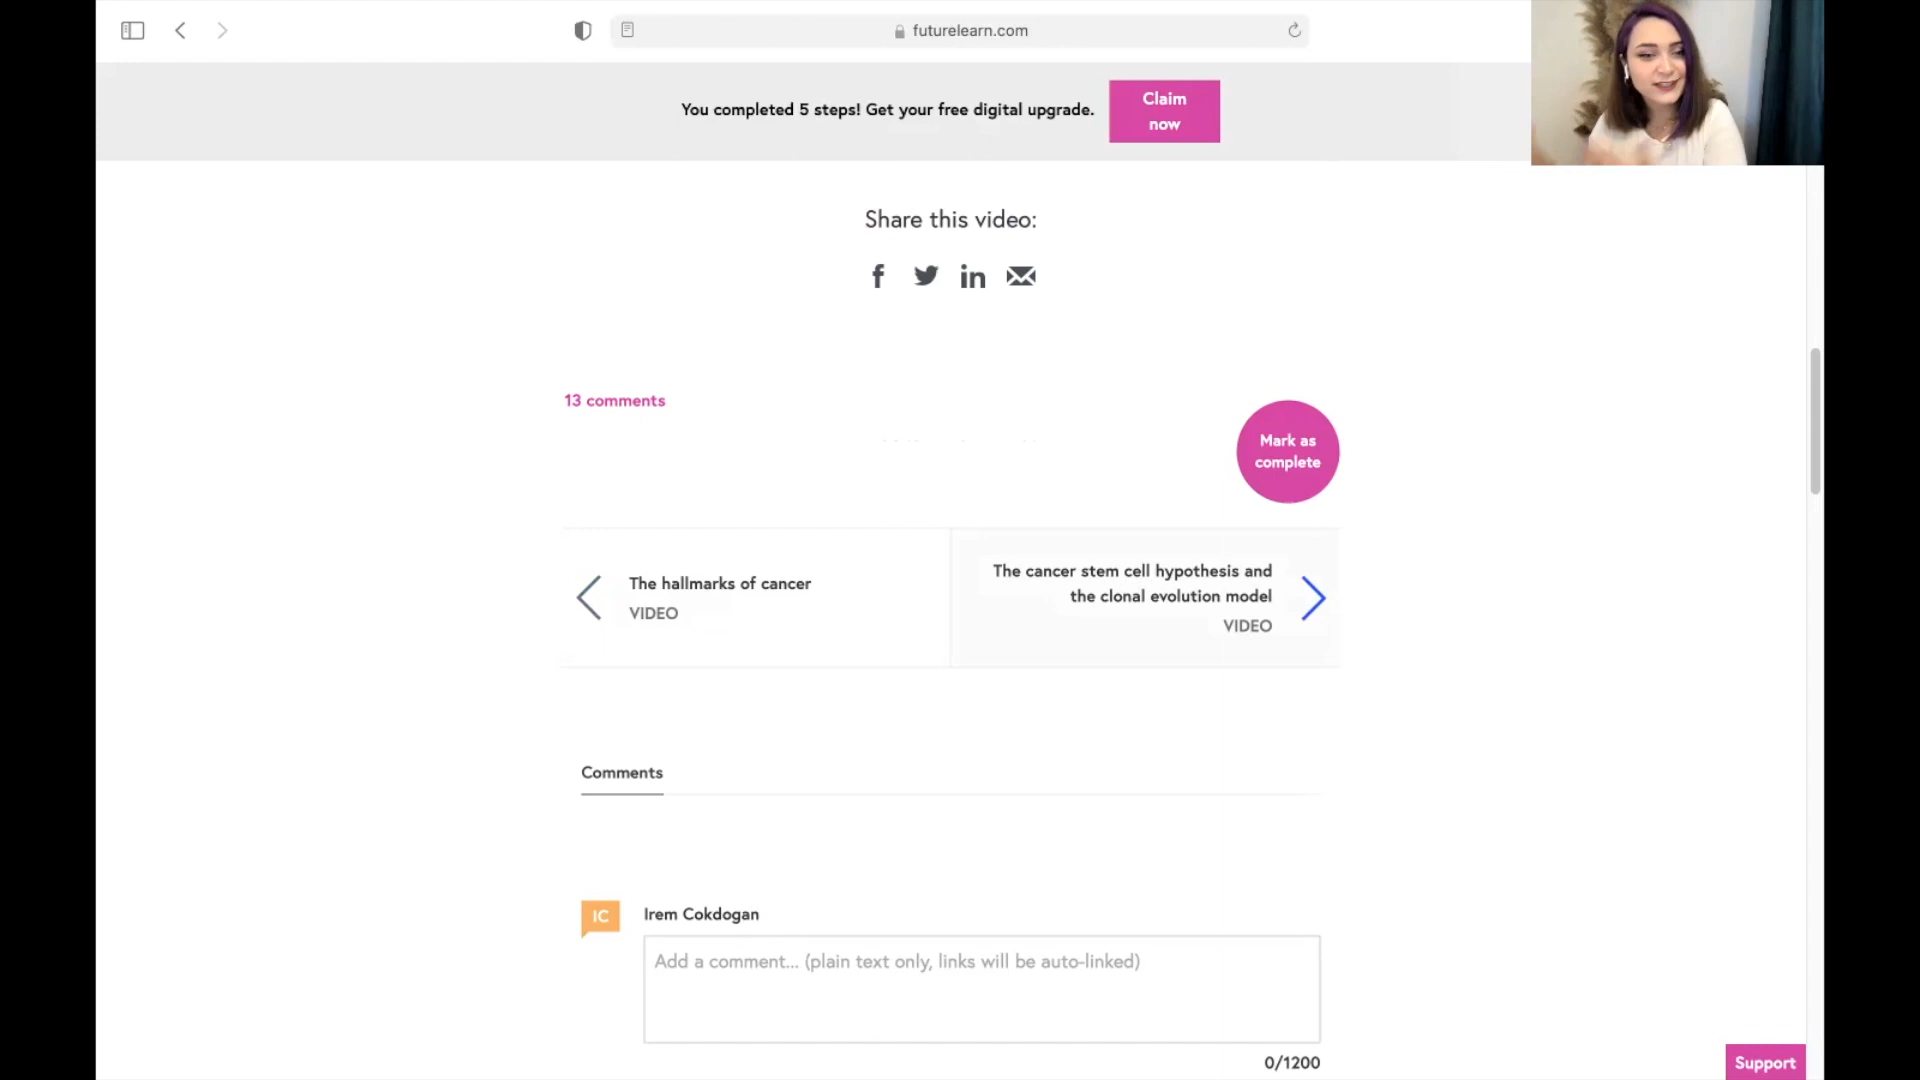 futurelearn.com
You completed 5 steps! Get your free digital upgrade.
Claim
now
Share this video:
13 comments
Mark as
complete
The hallmarks of cancer
VIDEO
The cancer stem cell hypothesis and
the clonal evolution model
VIDEO
Comments
IC
Irem Cokdogan
Add a comment... (plain text only, links will be auto-linked)
0/1200
Support